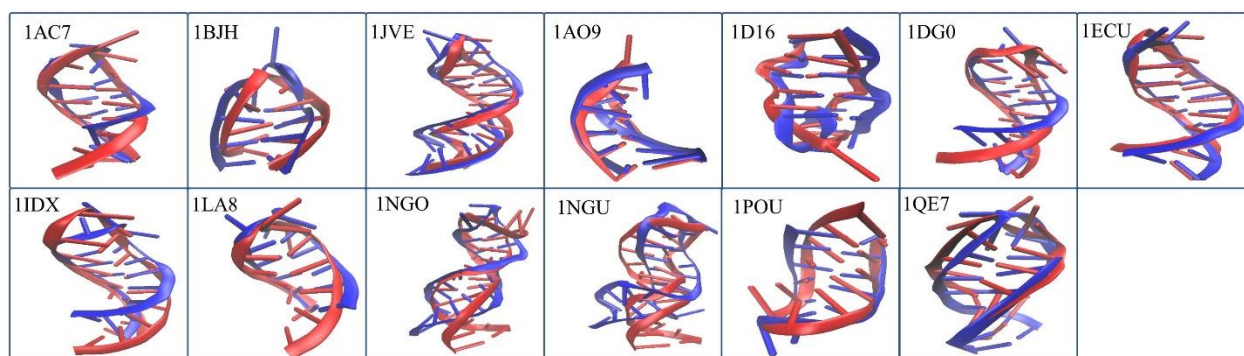 1AC7 1BJH 1JVE 1AO9 1D16 1DG0 1ECU
1IDX 1LA8 1NGO 1NGU 1POU 1QE7